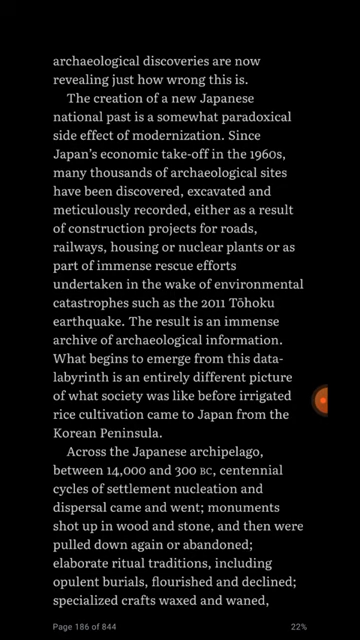 archaeological discoveries are now
revealing just how wrong this is.
The creation of a new Japanese
national past is a somewhat paradoxical
side effect of modernization. Since
Japan’s economic take-off in the 1960s,
many thousands of archaeological sites
have been discovered, excavated and
meticulously recorded, either as a result
of construction projects for roads,
railways, housing or nuclear plants or as
part of immense rescue efforts
undertaken in the wake of environmental
catastrophes such as the 2011 Tōhoku
earthquake. The result is an immense
archive of archaeological information.
What begins to emerge from this data-
labyrinth is an entirely different picture
of what society was like before irrigated
rice cultivation came to Japan from the
Korean Peninsula.
Across the Japanese archipelago,
between 14,000 and 300 BC, centennial
cycles of settlement nucleation and
dispersal came and went; monuments
shot up in wood and stone, and then were
pulled down again or abandoned;
elaborate ritual traditions, including
opulent burials, flourished and declined;
specialized crafts waxed and waned,
Page 186 of 844 22%